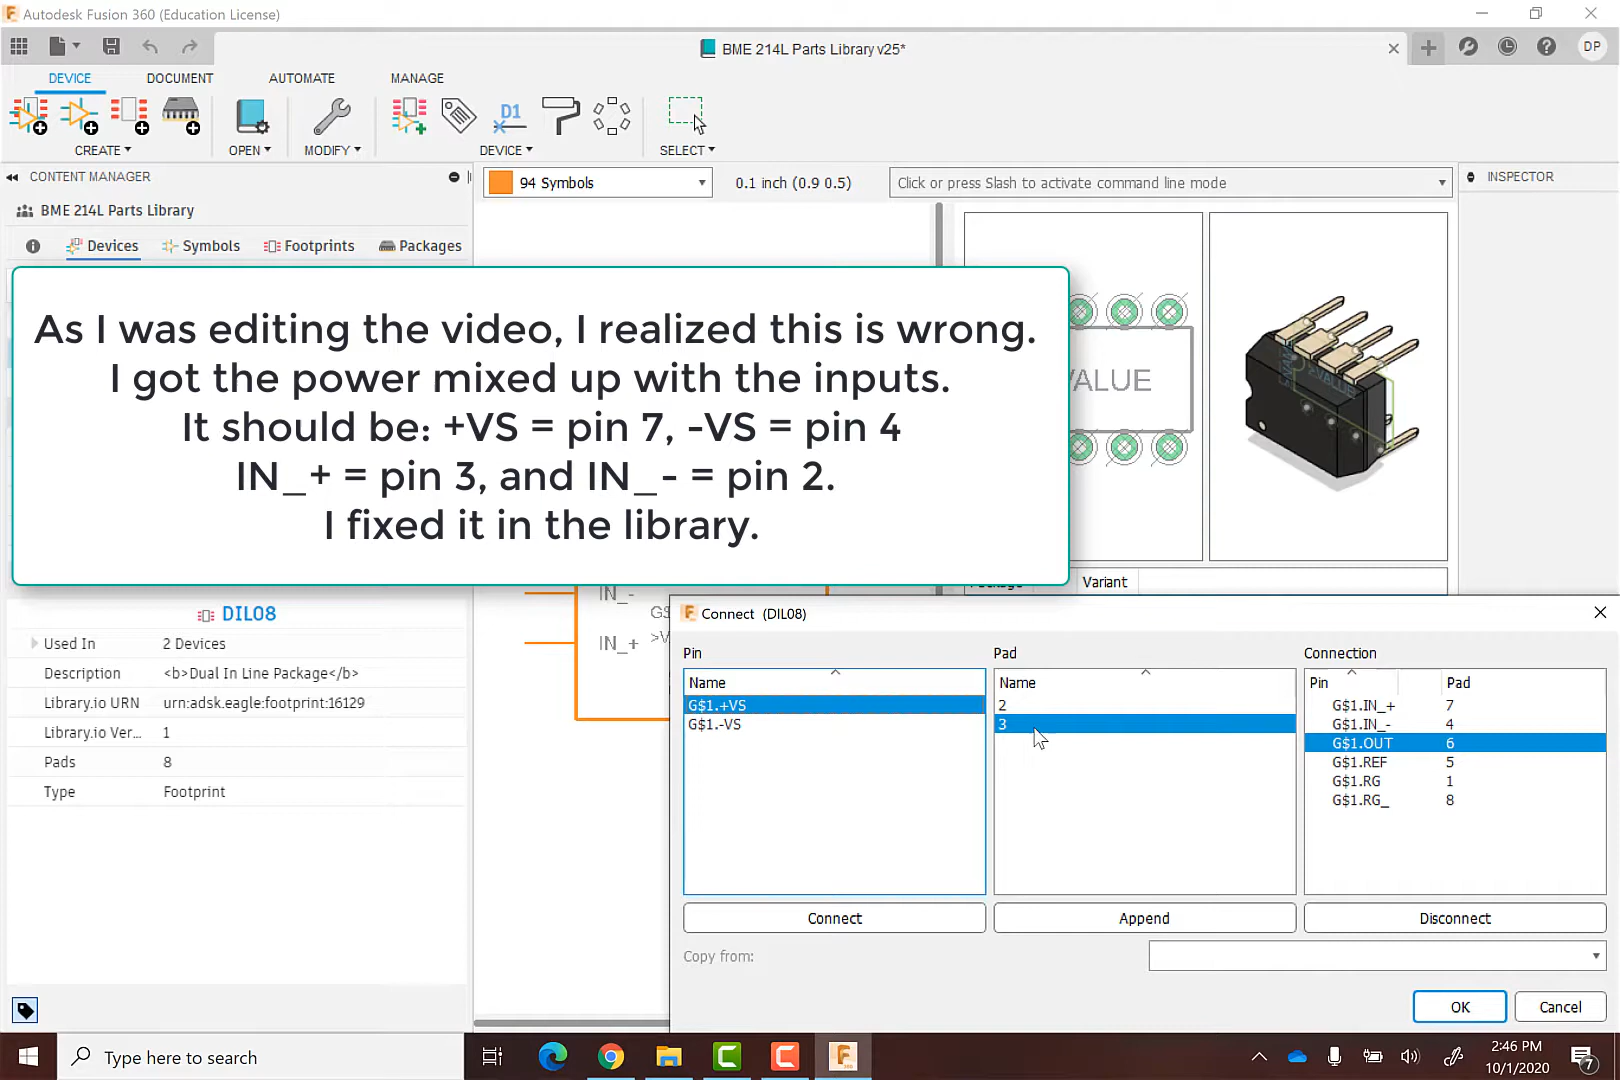 Autodesk Fusion 360 (Education License)
BME 214L Parts Library v25*
DP
DEVICE DOCUMENT AUTOMATE MANAGE
D1
CREATE OPEN MODIFY DEVICE SELECT
CONTENT MANAGER
94 Symbols
0.1 inch (0.9 0.5)
Click or press Slash to activate command line mode
INSPECTOR
BME 214L Parts Library
Devices Symbols Footprints Packages
As I was editing the video, I realized this is wrong.
I got the power mixed up with the inputs.
It should be: +VS = pin 7, -VS = pin 4
IN_+ = pin 3, and IN_- = pin 2.
I fixed it in the library.
VALUE
>VALUE
Variant
IN_-
IN_+
DIL08
Used In 2 Devices
Description <b>Dual In Line Package</b>
Library.io URN urn:adsk.eagle:footprint:16129
Library.io Ver... 1
Pads 8
Type Footprint
Connect (DIL08)
Pin Pad Connection
Name Name Pin Pad
G$1.+VS 2 G$1.IN_+ 7
G$1.-VS 3 G$1.IN_- 4
G$1.OUT 6
G$1.REF 5
G$1.RG 1
G$1.RG_ 8
Connect Append Disconnect
Copy from:
OK Cancel
Type here to search
2:46 PM
10/1/2020
7